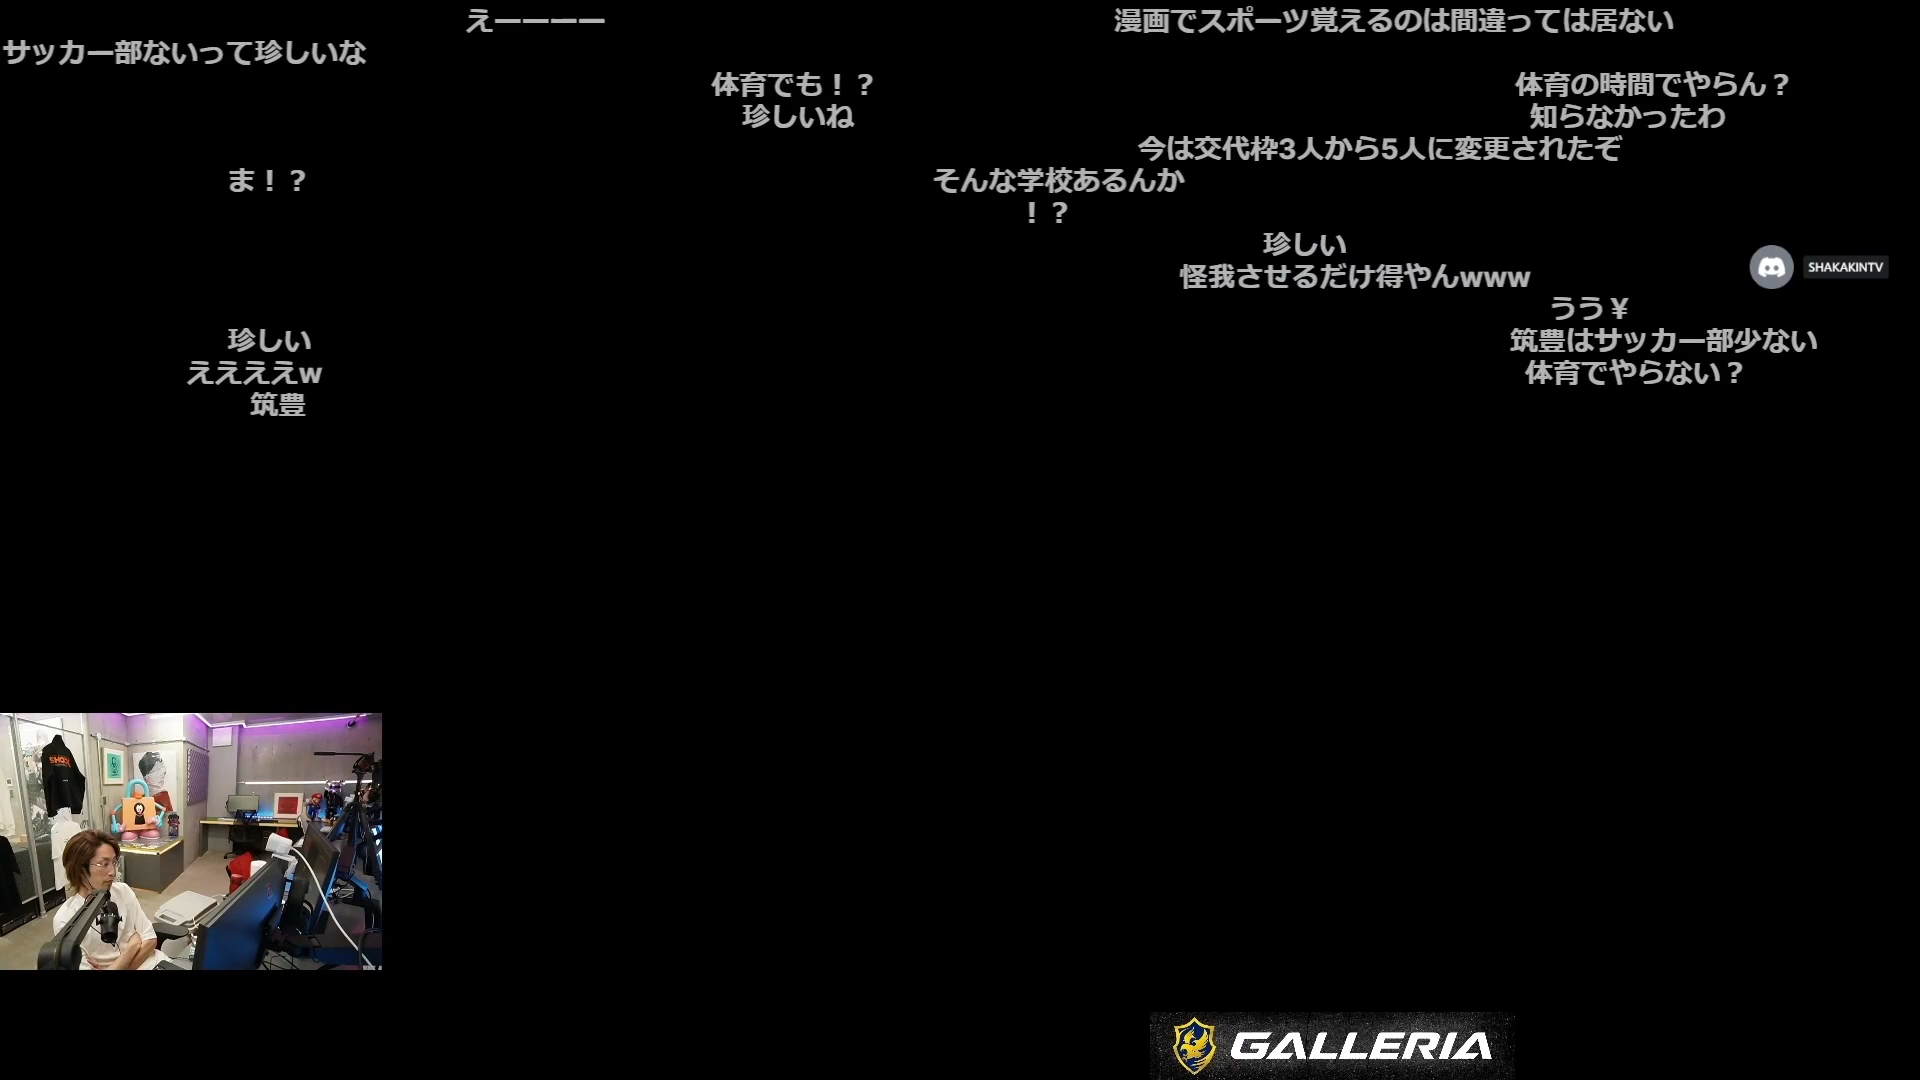 えーーーー
漫画でスポーツ覚えるのは間違っては居ない
サッカー部ないって珍しいな
体育でも！？
体育の時間でやらん？
珍しいね
知らなかったわ
今は交代枠3人から5人に変更されたぞ
ま！？
そんな学校あるんか
！？
珍しい
怪我させるだけ得やんwww
SHAKAKINTV
うう￥
珍しい
筑豊はサッカー部少ない
ええええw
体育でやらない？
筑豊
GALLERIA